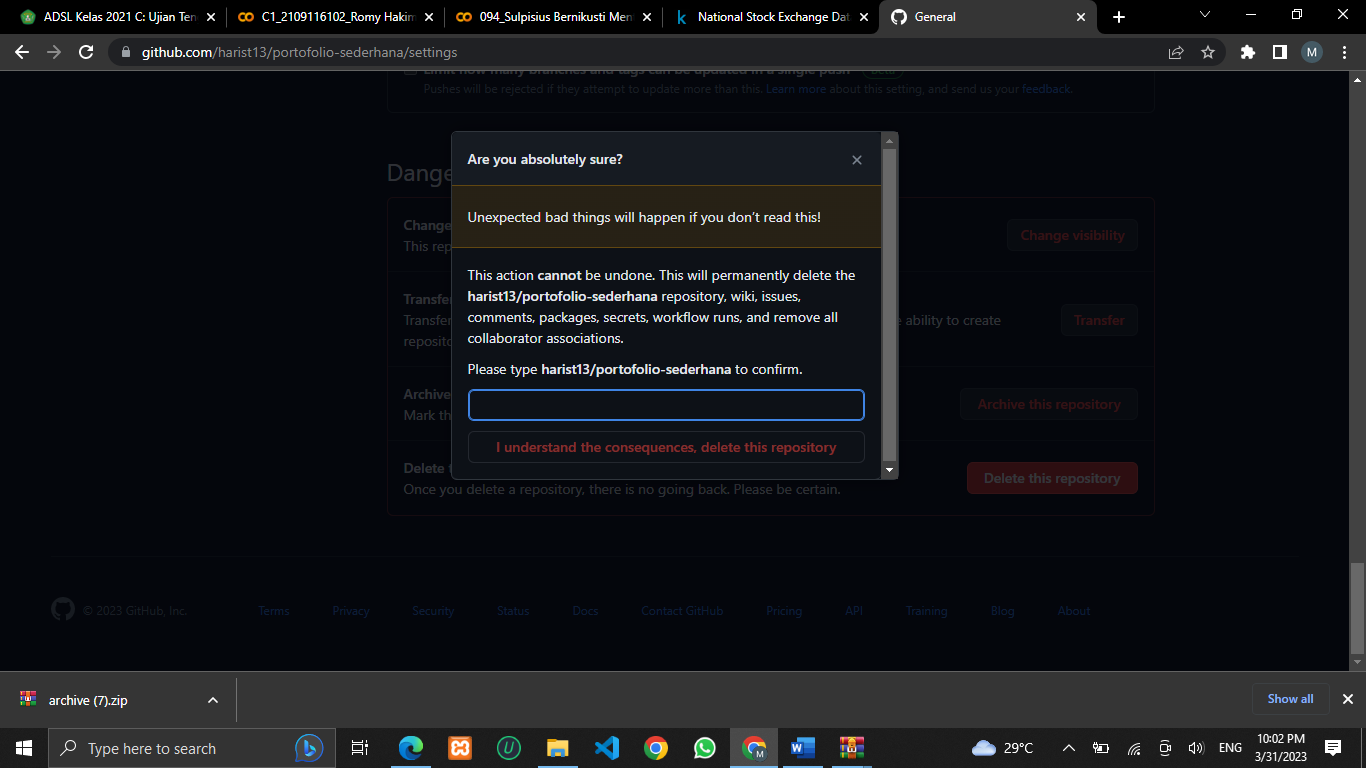 ADSL Kelas 2021 C: Ujian Ten
C1_2109116102_Romy Hakim
094_Sulpisius Bernikusti Men
National Stock Exchange Dat
General
github.com/harist13/portofolio-sederhana/settings
M
Limit how many branches and tags can be updated in a single push Beta
Pushes will be rejected if they attempt to update more than this. Learn more about this setting, and send us your feedback.
Are you absolutely sure?
Unexpected bad things will happen if you don’t read this!
This action cannot be undone. This will permanently delete the
harist13/portofolio-sederhana repository, wiki, issues,
comments, packages, secrets, workflow runs, and remove all
collaborator associations.
Please type harist13/portofolio-sederhana to confirm.
I understand the consequences, delete this repository
Dange
Change
This rep
Change visibility
Transfer
Transfer
e ability to create
reposito
Transfer
Archive
Mark th
Archive this repository
Delete t
Once you delete a repository, there is no going back. Please be certain.
Delete this repository
© 2023 GitHub, Inc.
Terms
Privacy
Security
Status
Docs
Contact GitHub
Pricing
API
Training
Blog
About
archive (7).zip
Show all
Type here to search
29°C
ENG
10:02 PM
3/31/2023